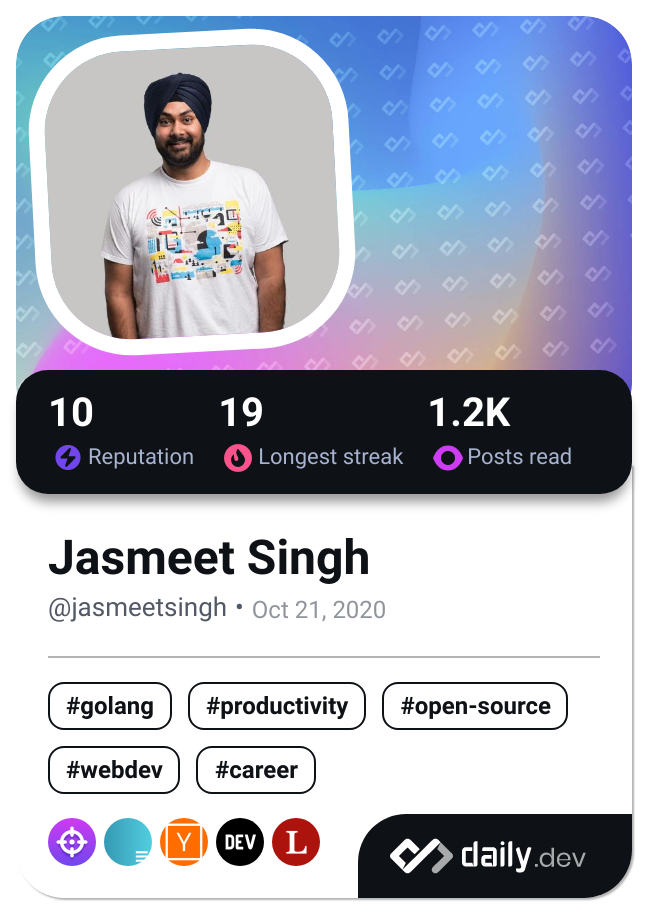 10 19 1.2K
Reputation Longest streak Posts read
Jasmeet Singh
@jasmeetsingh • Oct 21, 2020
#golang #productivity #open-source
#webdev #career
Y DEV L
daily.dev